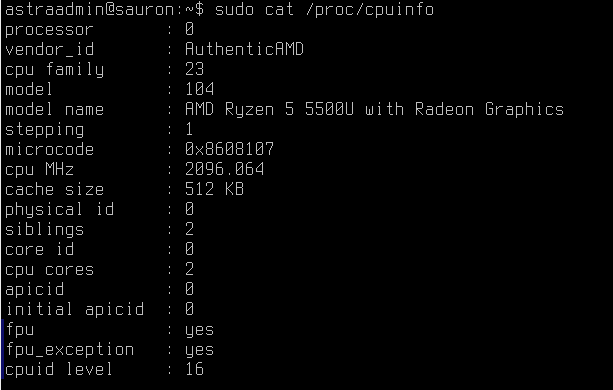 astraadmin@sauron:~$ sudo cat /proc/cpuinfo
processor : 0
vendor_id : AuthenticAMD
cpu family : 23
model : 104
model name : AMD Ryzen 5 5500U with Radeon Graphics
stepping : 1
microcode : 0x8608107
cpu MHz : 2096.064
cache size : 512 KB
physical id : 0
siblings : 2
core id : 0
cpu cores : 2
apicid : 0
initial apicid : 0
fpu : yes
fpu_exception : yes
cpuid level : 16